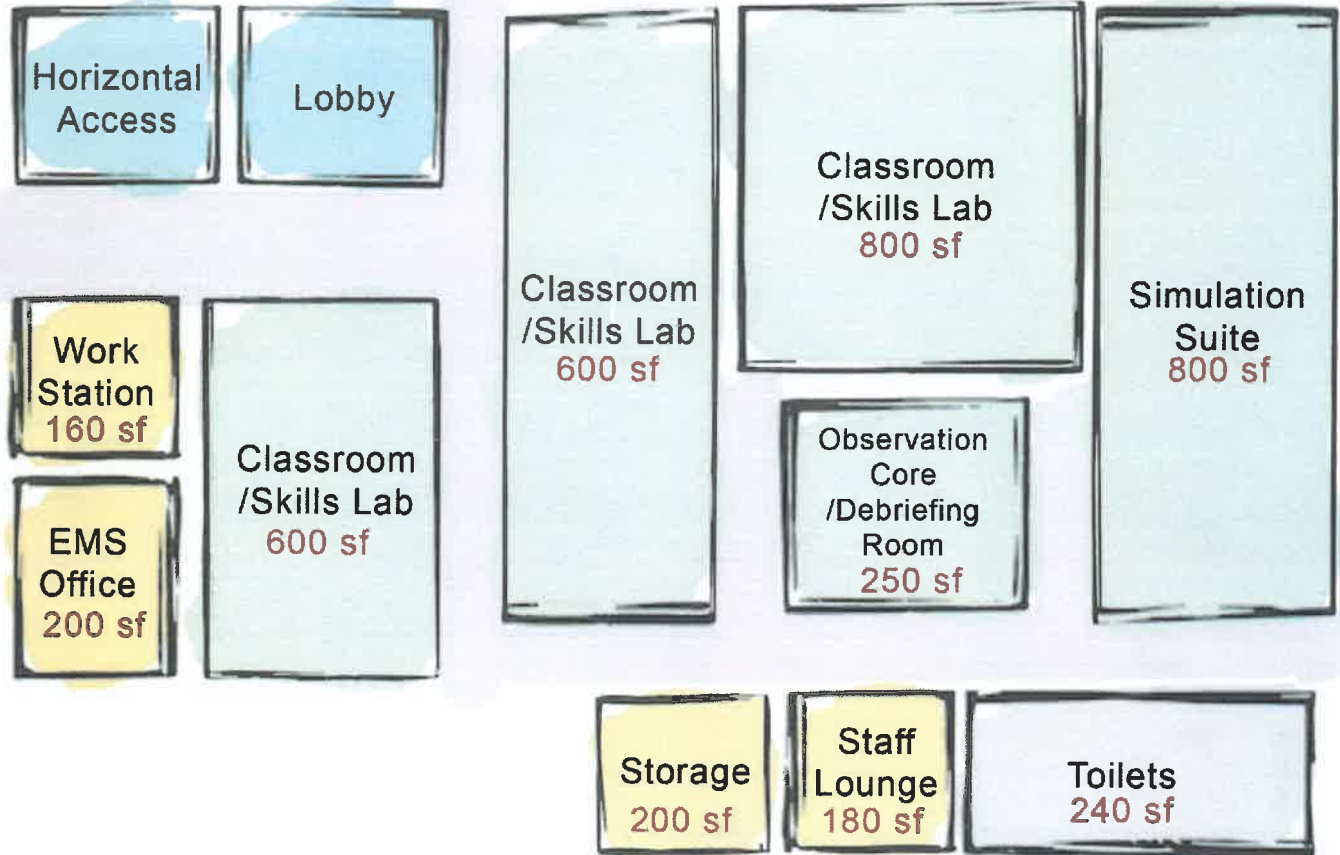 Horizontal
Access
Lobby
Classroom
/Skills Lab
600 sf
Classroom
/Skills Lab
800 sf
Simulation
Suite
800 sf
Work
Station
160 sf
Classroom
/Skills Lab
600 sf
EMS
Office
200 sf
Observation
Core
/Debriefing
Room
250 sf
Storage
200 sf
Staff
Lounge
180 sf
Toilets
240 sf